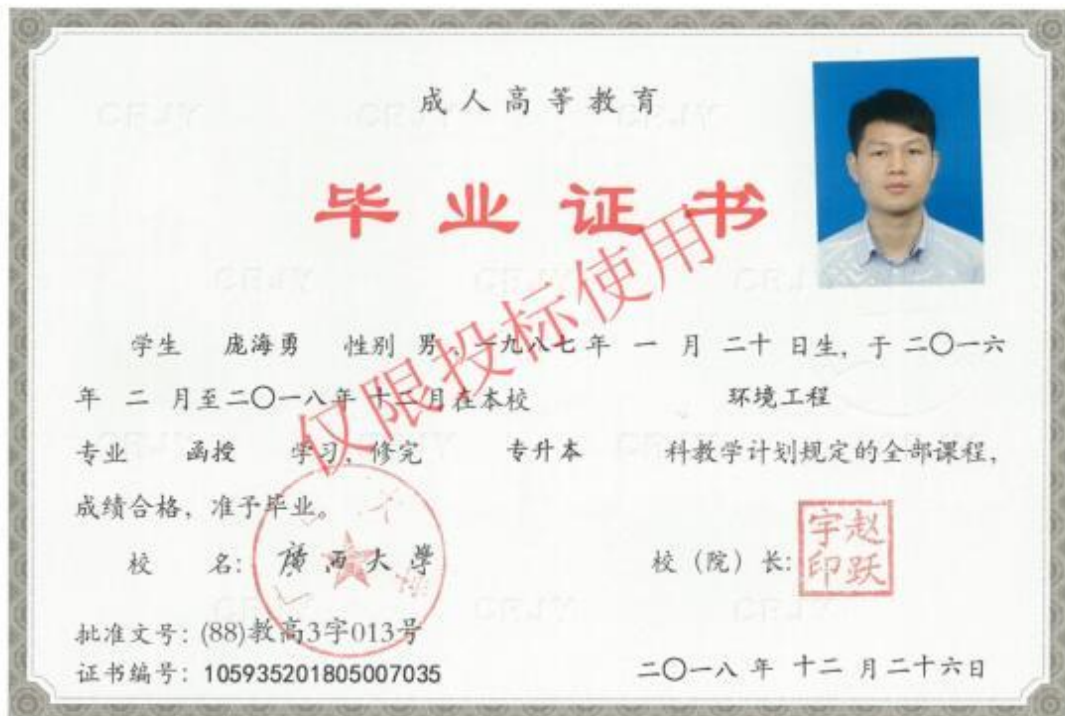 成人高等教育
毕业证书
学生 庞海勇 性别 男,一九八七年 一 月 二十 日生,于 二〇一六
年 二 月至二〇一八年 十二月在本校 环境工程
专业 函授 学习,修完 专升本 科教学计划规定的全部课程,
成绩合格,准予毕业。
校 名: 廣西大學 校(院)长:
赵跃宇印
批准文号: (88)教高3字013号
证书编号: 105935201805007035 二〇一八 年 十二 月 二十六日
仅限投标使用